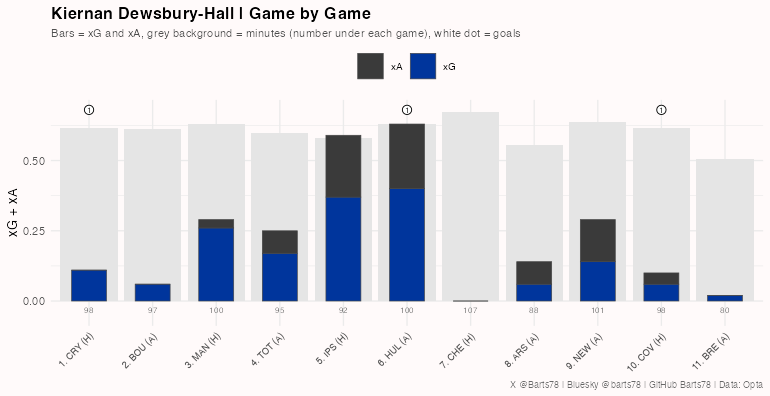 Kiernan Dewsbury-Hall | Game by Game
Bars = xG and xA, grey background = minutes (number under each game), white dot = goals
xA xG
1 1 1
xG + xA
0.50
0.25
0.00
98 97 100 95 92 100 107 88 101 98 80
1. CRY (H)
2. BOU (A)
3. MAN (H)
4. TOT (A)
5. IPS (H)
6. HUL (A)
7. CHE (H)
8. ARS (A)
9. NEW (A)
10. COV (H)
11. BRE (A)
X @Barts78 | Bluesky @barts78 | GitHub Barts78 | Data: Opta